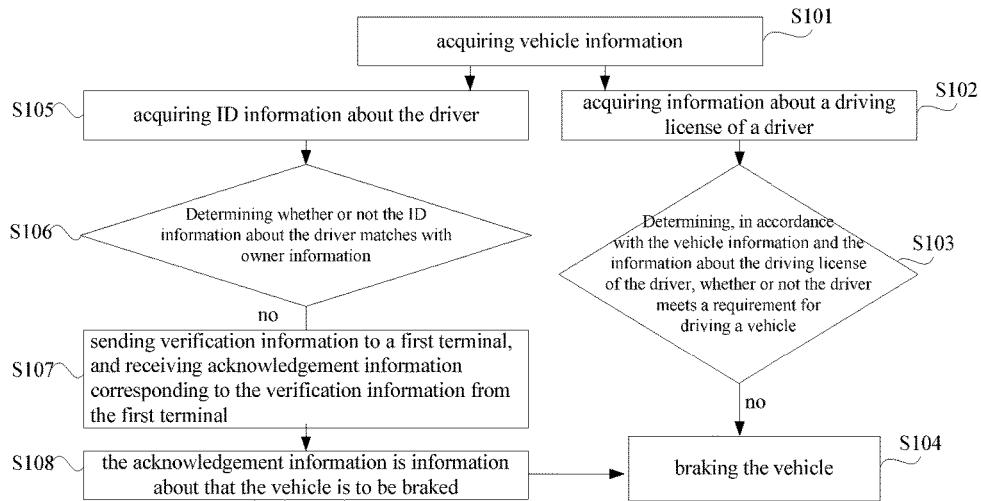 S101
acquiring vehicle information
S105
acquiring ID information about the driver
acquiring information about a
driving license of a driver
S102
S106
Determining whether or not the ID
information about the driver matches with
owner information
Determining, in accordance
with the vehicle information and the
information about the driving license
of the driver, whether or not the driver
meets a requirement for
driving a vehicle
S103
no
S107
sending verification information to a first terminal,
and receiving acknowledgement information
corresponding to the verification information from
the first terminal.
no
S108
the acknowledgement information is information
about that the vehicle is to be braked
braking the vehicle
S104